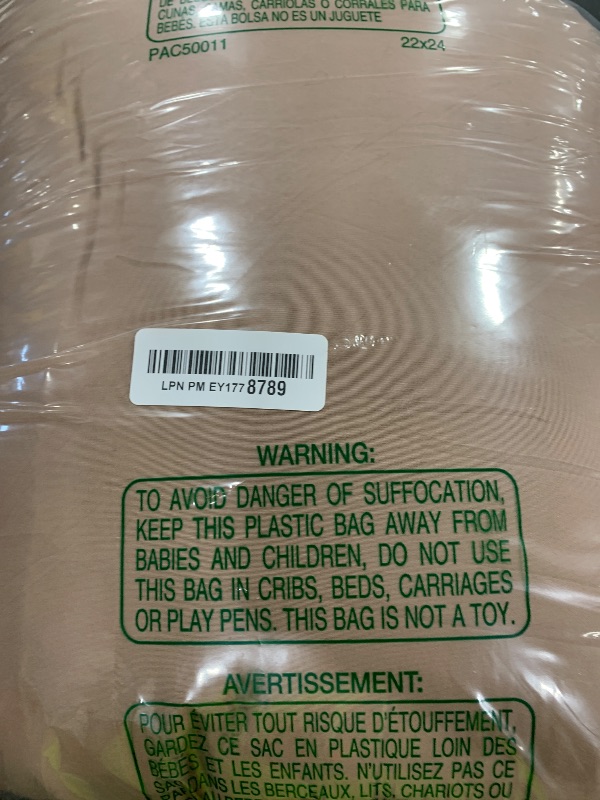 CUNAS, CAMAS, CARRIOLAS O CORRALES PARA
BEBES. ESTA BOLSA NO ES UN JUGUETE
PAC50011
22x24
LPN PM EY177 8789
WARNING:
TO AVOID DANGER OF SUFFOCATION,
KEEP THIS PLASTIC BAG AWAY FROM
BABIES AND CHILDREN, DO NOT USE
THIS BAG IN CRIBS, BEDS, CARRIAGES
OR PLAY PENS. THIS BAG IS NOT A TOY.
AVERTISSEMENT:
POUR ÉVITER TOUT RISQUE D'ÉTOUFFEMENT,
GARDEZ CE SAC EN PLASTIQUE LOIN DES
BÉBÉS ET LES ENFANTS. N'UTILISEZ PAS CE
SAC DANS LES BERCEAUX, LITS, CHARIOTS OU